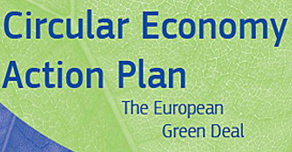 Circular Economy
Action Plan
The European
Green Deal